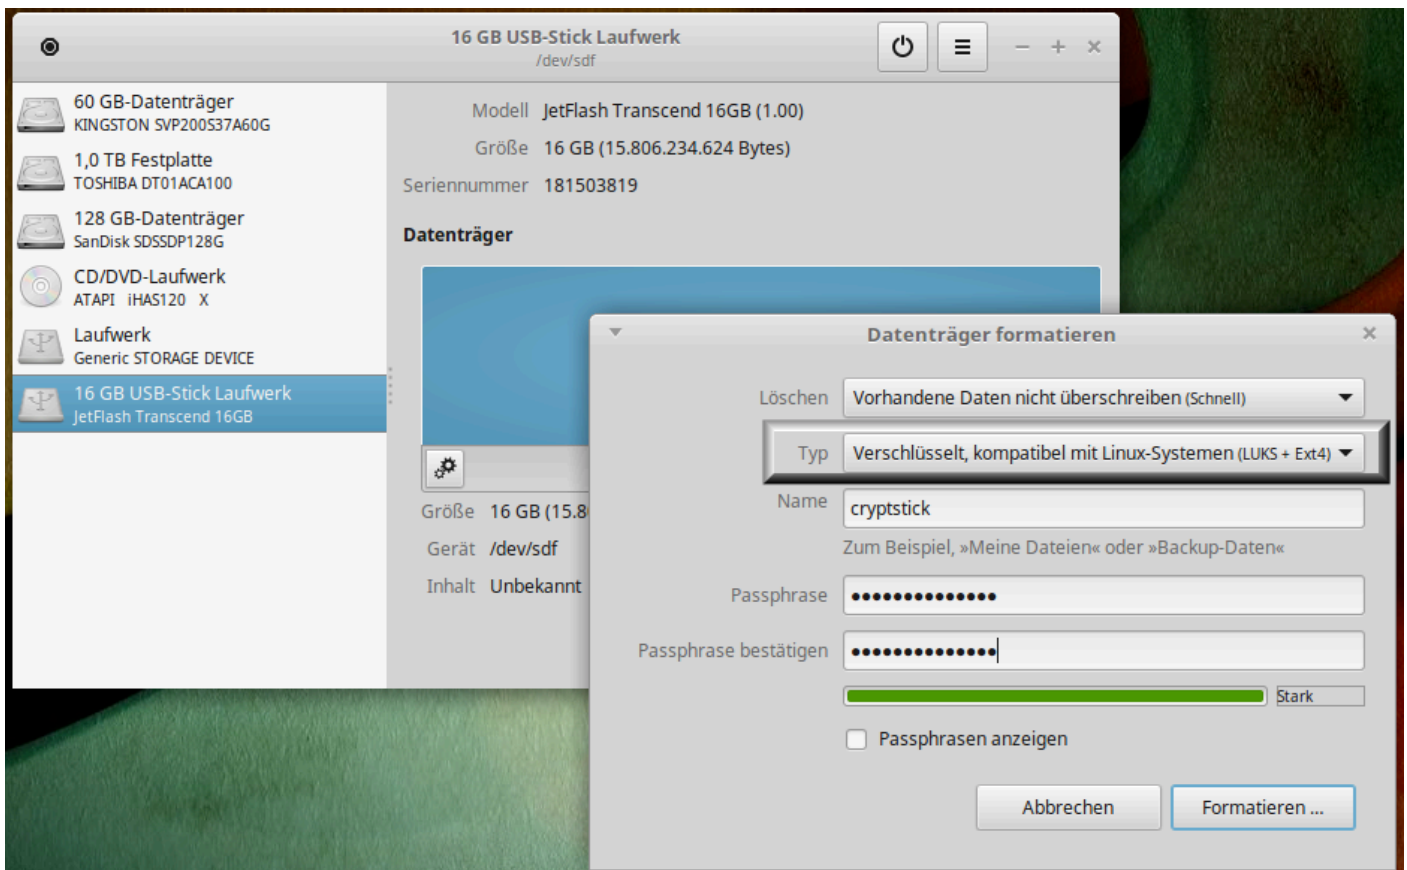 16 GB USB-Stick Laufwerk
/dev/sdf
60 GB-Datenträger
KINGSTON SVP200S37A60G
1,0 TB Festplatte
TOSHIBA DT01ACA100
128 GB-Datenträger
SanDisk SDSSDP128G
CD/DVD-Laufwerk
ATAPI iHAS120 X
Laufwerk
Generic STORAGE DEVICE
16 GB USB-Stick Laufwerk
JetFlash Transcend 16GB
Modell JetFlash Transcend 16GB (1.00)
Größe 16 GB (15.806.234.624 Bytes)
Seriennummer 181503819
Datenträger
Größe 16 GB (15.8
Gerät /dev/sdf
Inhalt Unbekannt
Datenträger formatieren
Löschen Vorhandene Daten nicht überschreiben (Schnell)
Typ Verschlüsselt, kompatibel mit Linux-Systemen (LUKS + Ext4)
Name cryptstick
Zum Beispiel, »Meine Dateien« oder »Backup-Daten«
Passphrase ••••••••••••••
Passphrase bestätigen ••••••••••••••
Stark
Passphrasen anzeigen
Abbrechen Formatieren ...